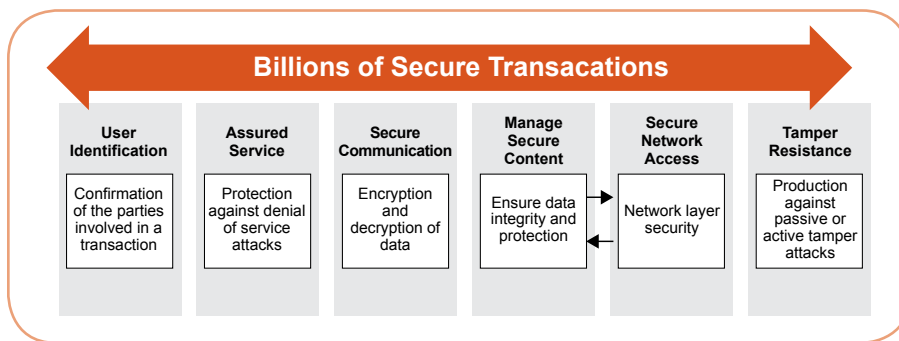 Billions of Secure Transacations
User
Identification
Confirmation
of the parties
involved in a
transaction
Assured
Service
Protection
against denial
of service
attacks
Secure
Communication
Encryption
and
decryption of
data
Manage
Secure
Content
Ensure data
integrity and
protection
Secure
Network
Access
Network layer
security
Tamper
Resistance
Production
against
passive or
active tamper
attacks